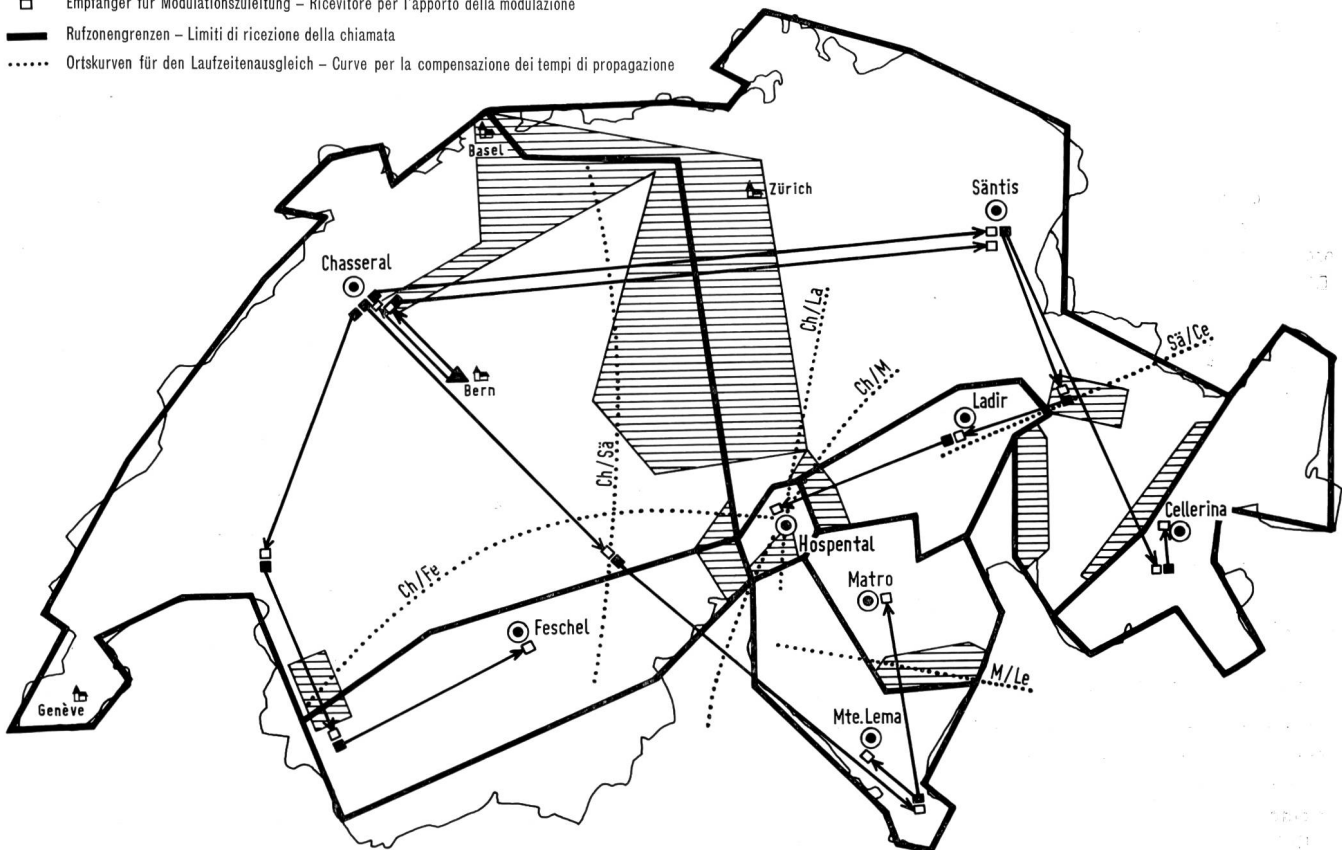 Empfänger für Modulationszuleitung – Ricevitore per l'apporto della modulazione
Rufzonengrenzen – Limiti di ricezione della chiamata
Ortskurven für den Laufzeitenausgleich – Curve per la compensazione dei tempi di propagazione
Basel
Zürich
Säntis
Chasseral
Ch/La
Sä/Ce
Bern
Ch/M
Ladir
Ch/Sä
Cellerina
Hospental
Ch/Fe
Matro
Feschel
M/Le
Genève
Mte.Lema